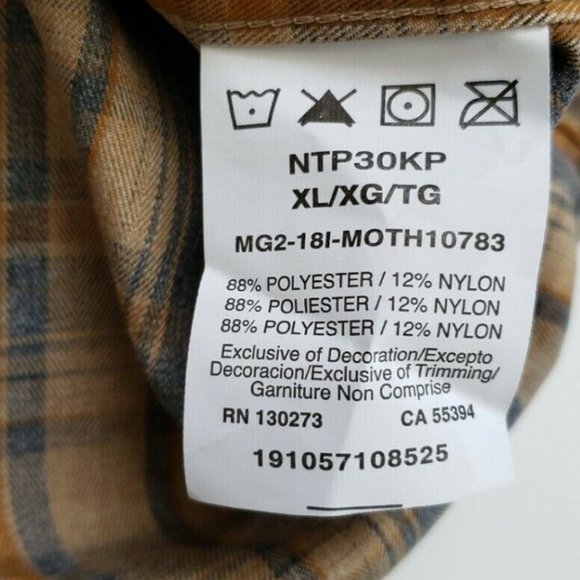 NTP30KP
XL/XG/TG
MG2-18I-MOTH10783
88% POLYESTER / 12% NYLON
88% POLIESTER / 12% NYLON
88% POLYESTER / 12% NYLON
Exclusive of Decoration/Excepto
Decoracion/Exclusive of Trimming/
Garniture Non Comprise
RN 130273 CA 55394
191057108525